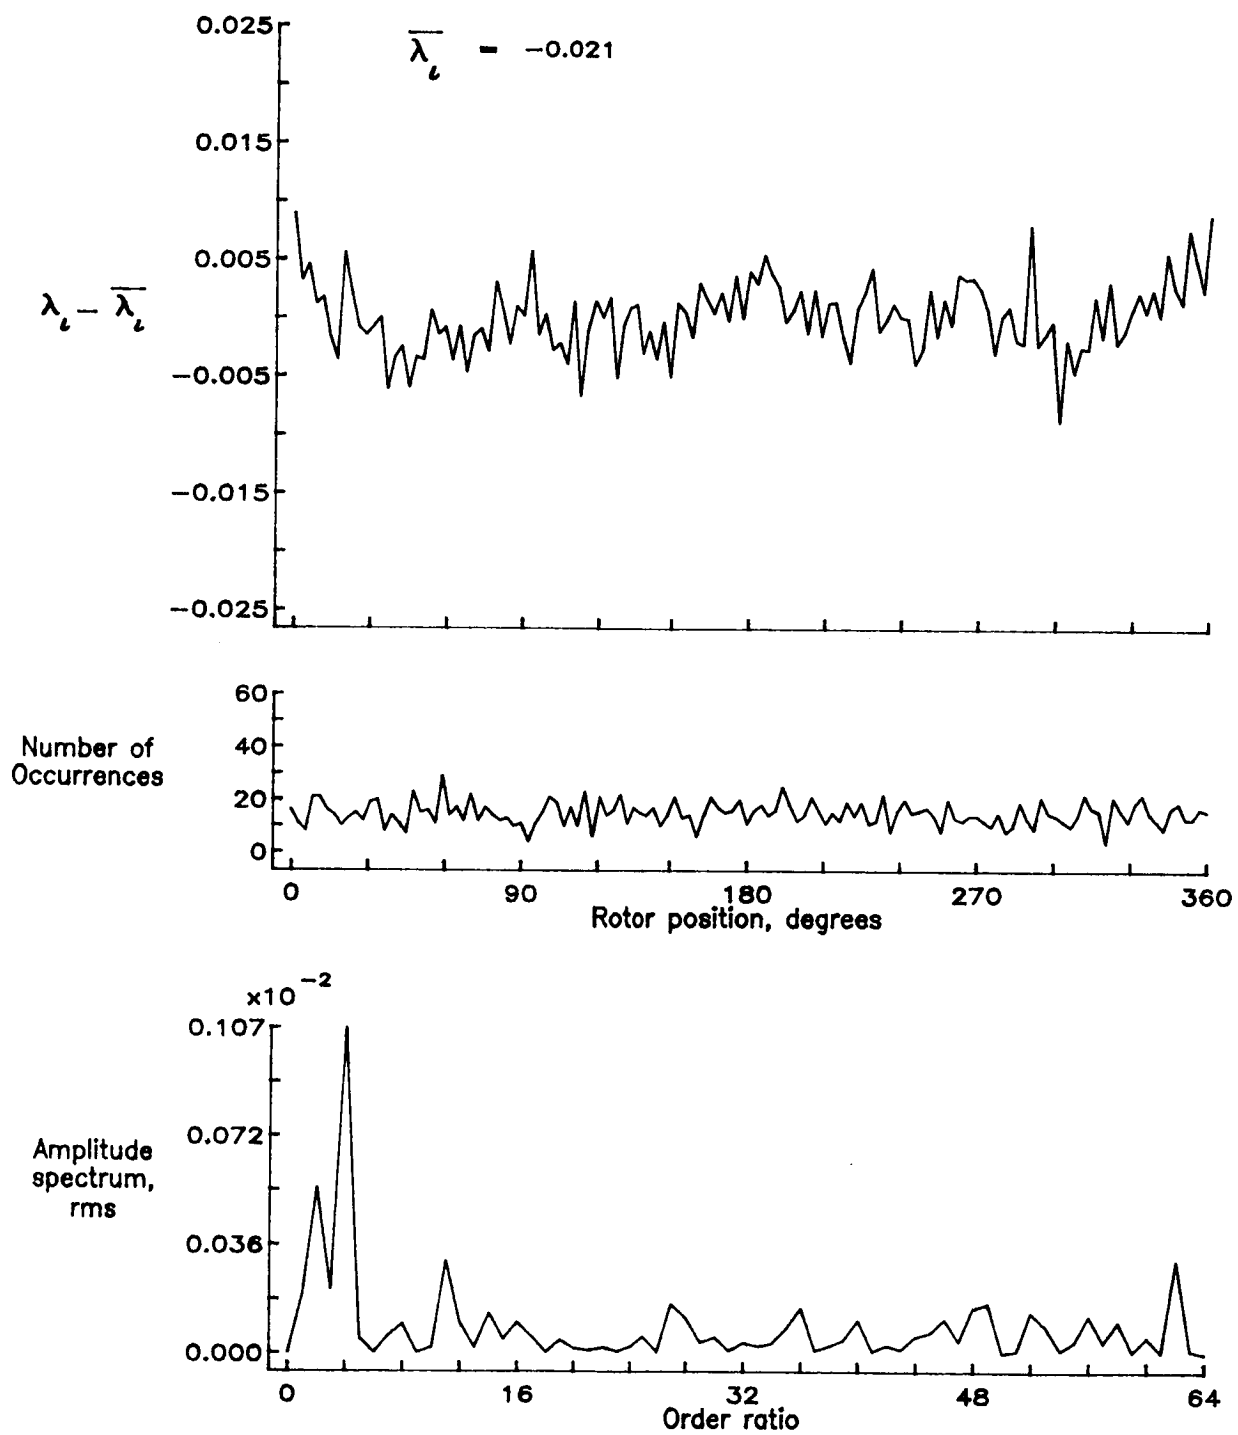 0.025
λ̅ι = −0.021
0.015
0.005
λι − λ̅ι
−0.005
−0.015
−0.025
60
Number of
Occurrences
40
20
0
0 90 180 270 360
Rotor position, degrees
x10⁻²
0.107
0.072
Amplitude
spectrum,
rms
0.036
0.000
0 16 32 48 64
Order ratio